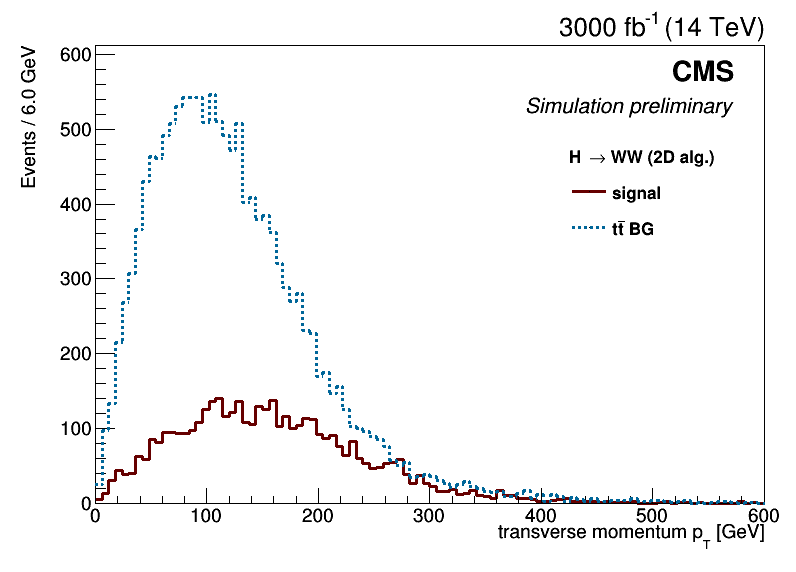 3000 fb⁻¹ (14 TeV)
CMS
Simulation preliminary
H → WW (2D alg.)
signal
tt̄ BG
Events / 6.0 GeV
600
500
400
300
200
100
0
0 100 200 300 400 500 600
transverse momentum p_T [GeV]